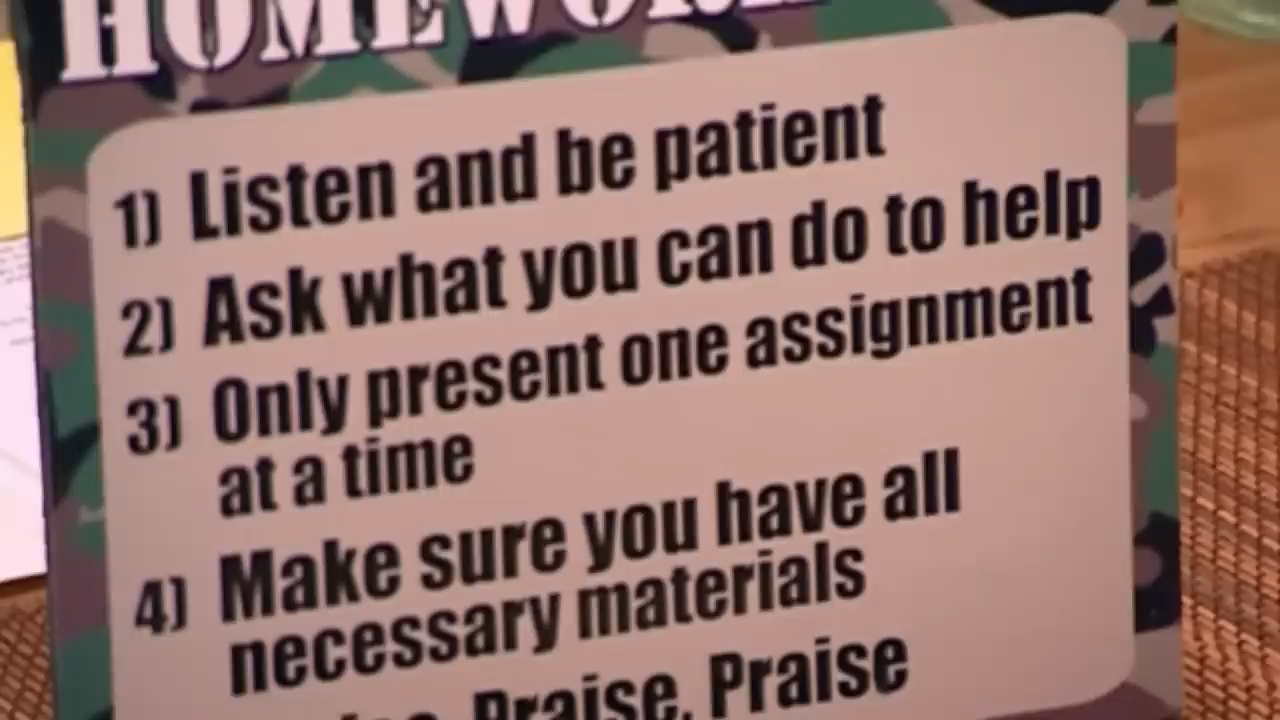 HOMEWORK
1) Listen and be patient
2) Ask what you can do to help
3) Only present one assignment
at a time
4) Make sure you have all
necessary materials
Praise, Praise